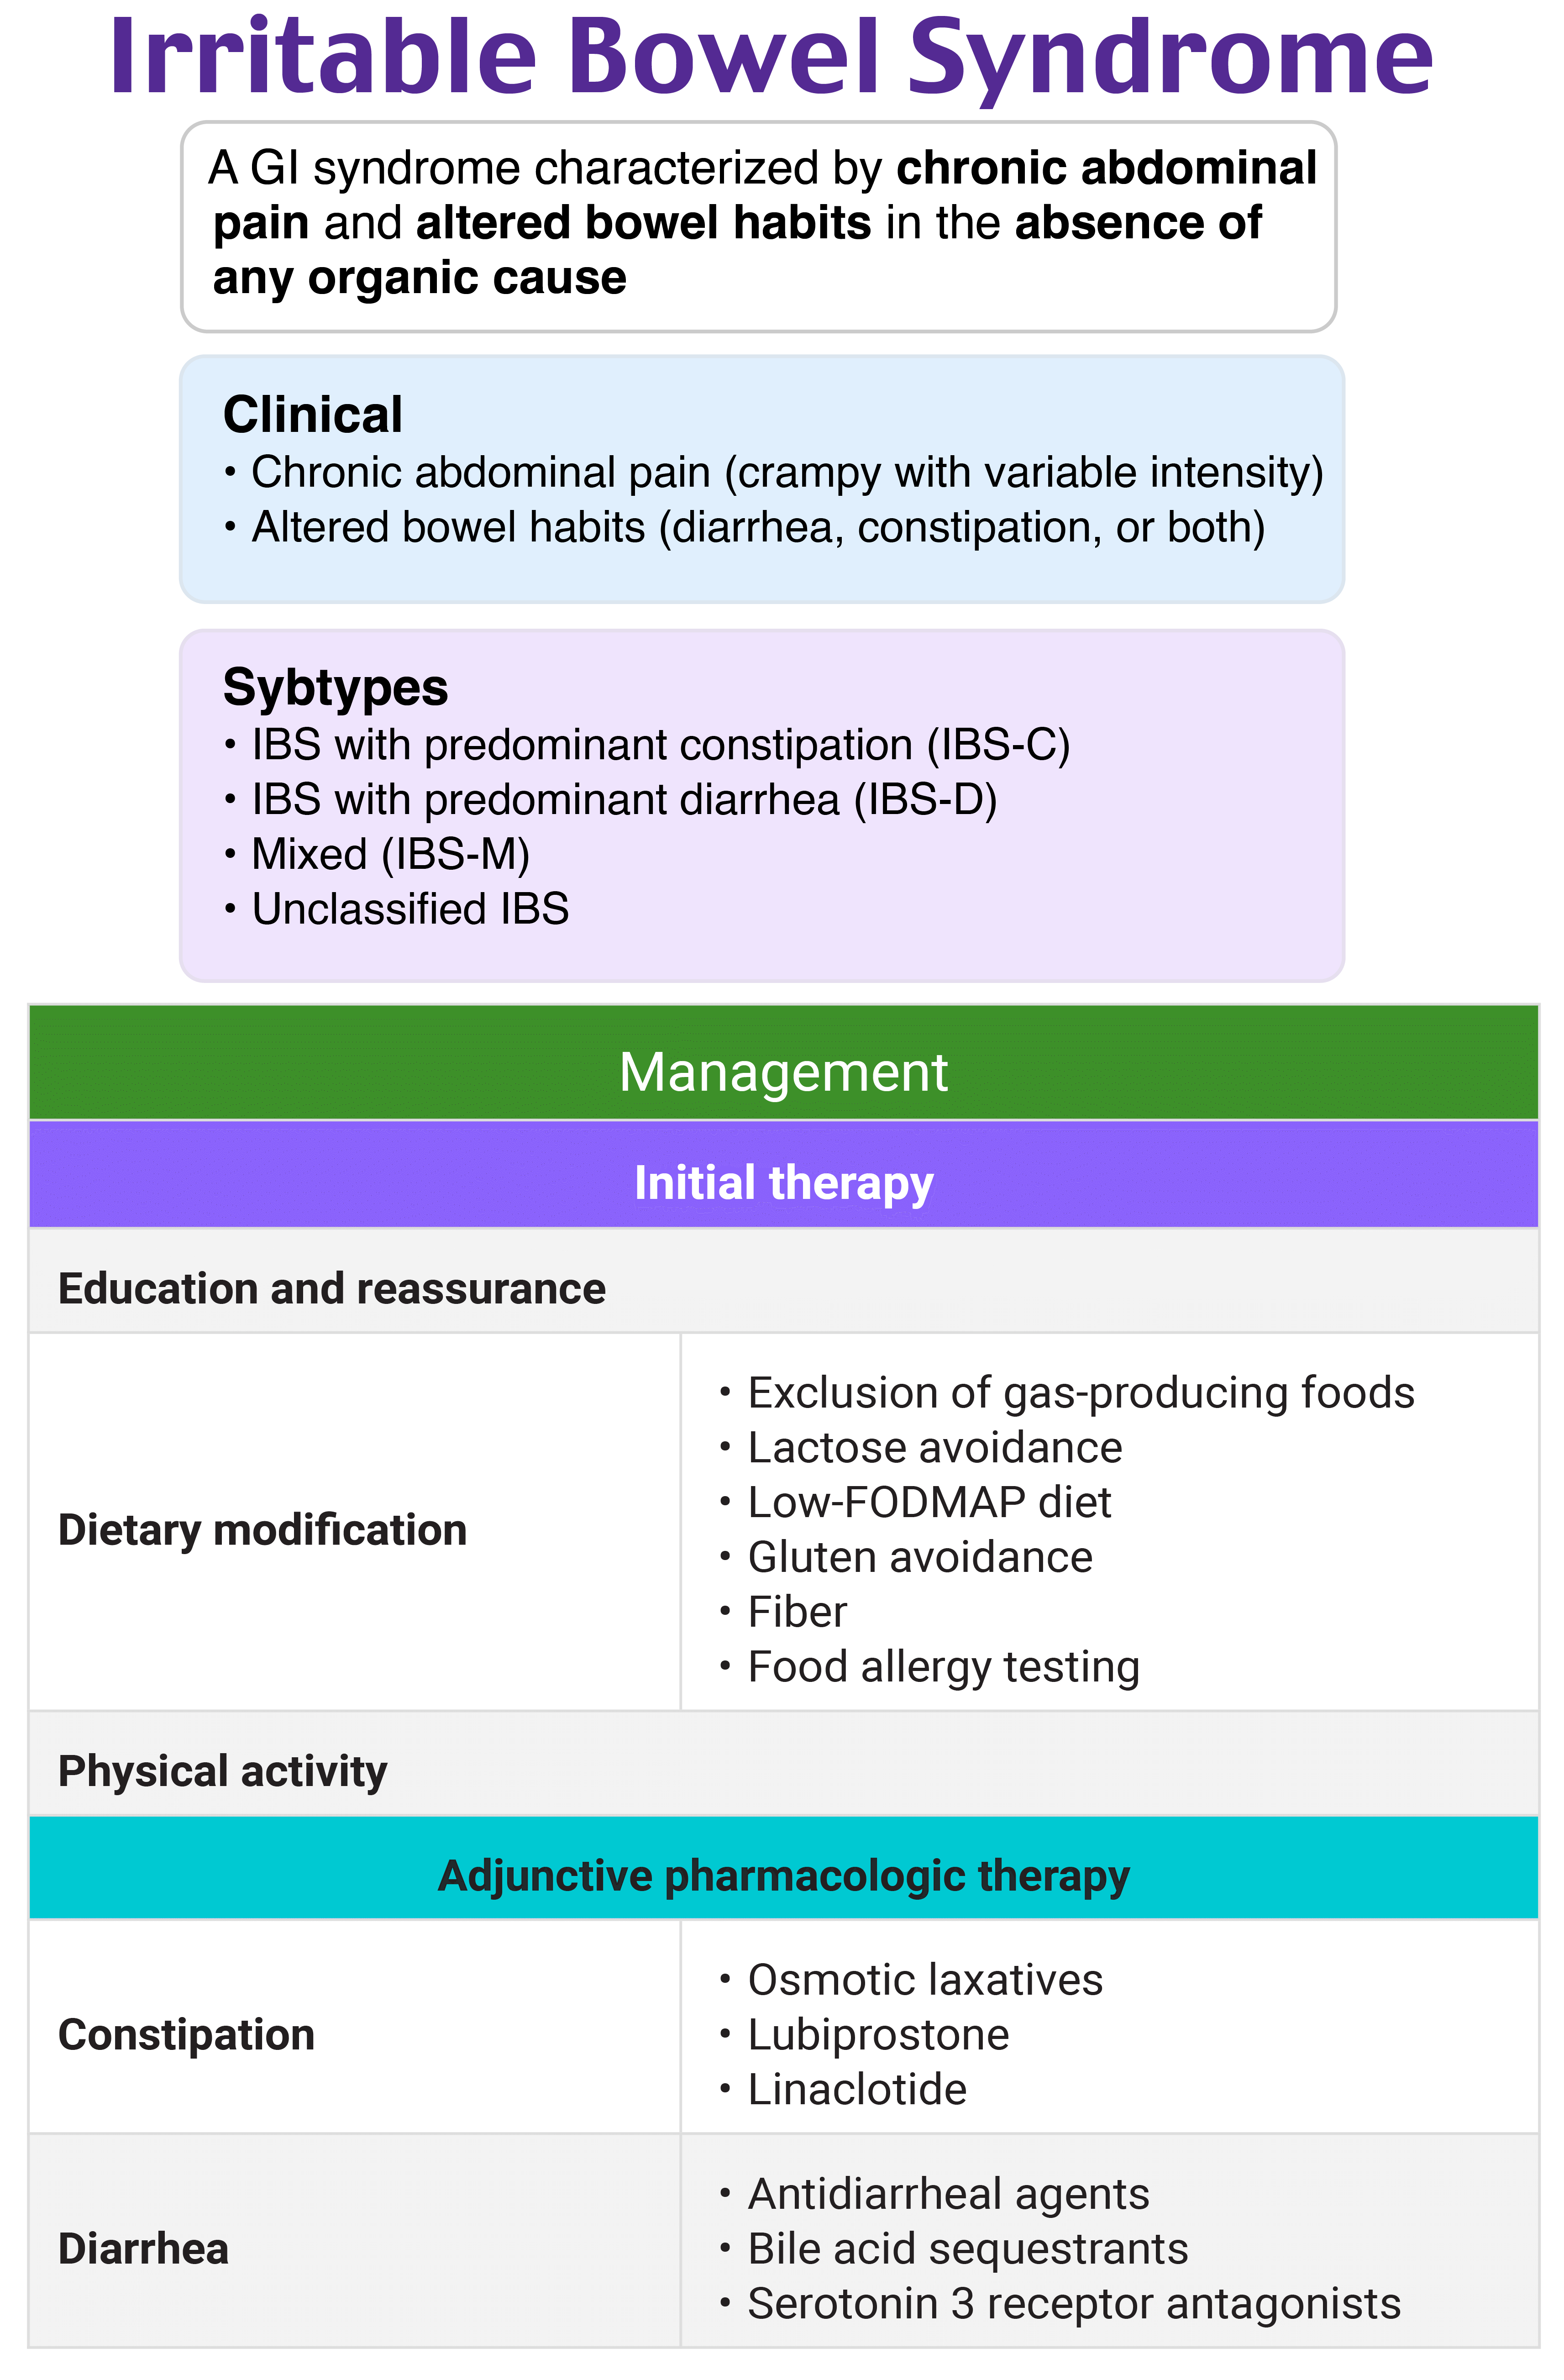 Irritable Bowel Syndrome
A GI syndrome characterized by chronic abdominal
pain and altered bowel habits in the absence of
any organic cause
Clinical
• Chronic abdominal pain (crampy with variable intensity)
• Altered bowel habits (diarrhea, constipation, or both)
Sybtypes
• IBS with predominant constipation (IBS-C)
• IBS with predominant diarrhea (IBS-D)
• Mixed (IBS-M)
• Unclassified IBS
Management
Initial therapy
Education and reassurance
Dietary modification
• Exclusion of gas-producing foods
• Lactose avoidance
• Low-FODMAP diet
• Gluten avoidance
• Fiber
• Food allergy testing
Physical activity
Adjunctive pharmacologic therapy
Constipation
• Osmotic laxatives
• Lubiprostone
• Linaclotide
Diarrhea
• Antidiarrheal agents
• Bile acid sequestrants
• Serotonin 3 receptor antagonists